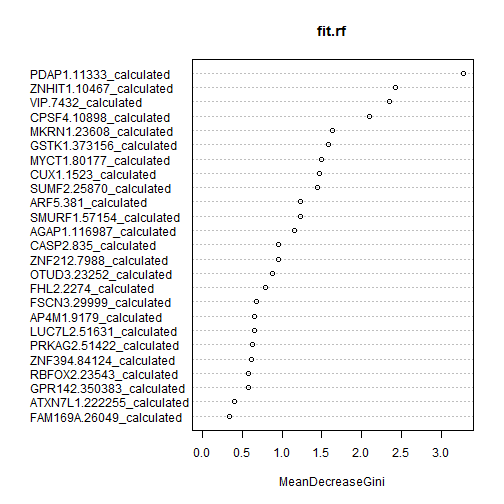 fit.rf
PDAP1.11333_calculated
ZNHIT1.10467_calculated
VIP.7432_calculated
CPSF4.10898_calculated
MKRN1.23608_calculated
GSTK1.373156_calculated
MYCT1.80177_calculated
CUX1.1523_calculated
SUMF2.25870_calculated
ARF5.381_calculated
SMURF1.57154_calculated
AGAP1.116987_calculated
CASP2.835_calculated
ZNF212.7988_calculated
OTUD3.23252_calculated
FHL2.2274_calculated
FSCN3.29999_calculated
AP4M1.9179_calculated
LUC7L2.51631_calculated
PRKAG2.51422_calculated
ZNF394.84124_calculated
RBFOX2.23543_calculated
GPR142.350383_calculated
ATXN7L1.222255_calculated
FAM169A.26049_calculated
0.0 0.5 1.0 1.5 2.0 2.5 3.0
MeanDecreaseGini